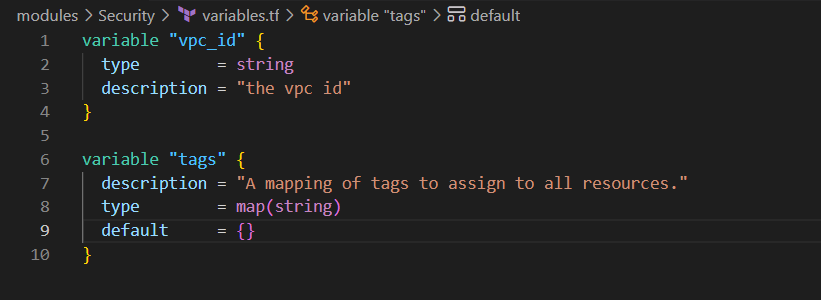 modules > Security > variables.tf > variable "tags" > default
1 variable "vpc_id" {
2   type        = string
3   description = "the vpc id"
4 }
5
6 variable "tags" {
7   description = "A mapping of tags to assign to all resources."
8   type        = map(string)
9   default     = {}
10 }